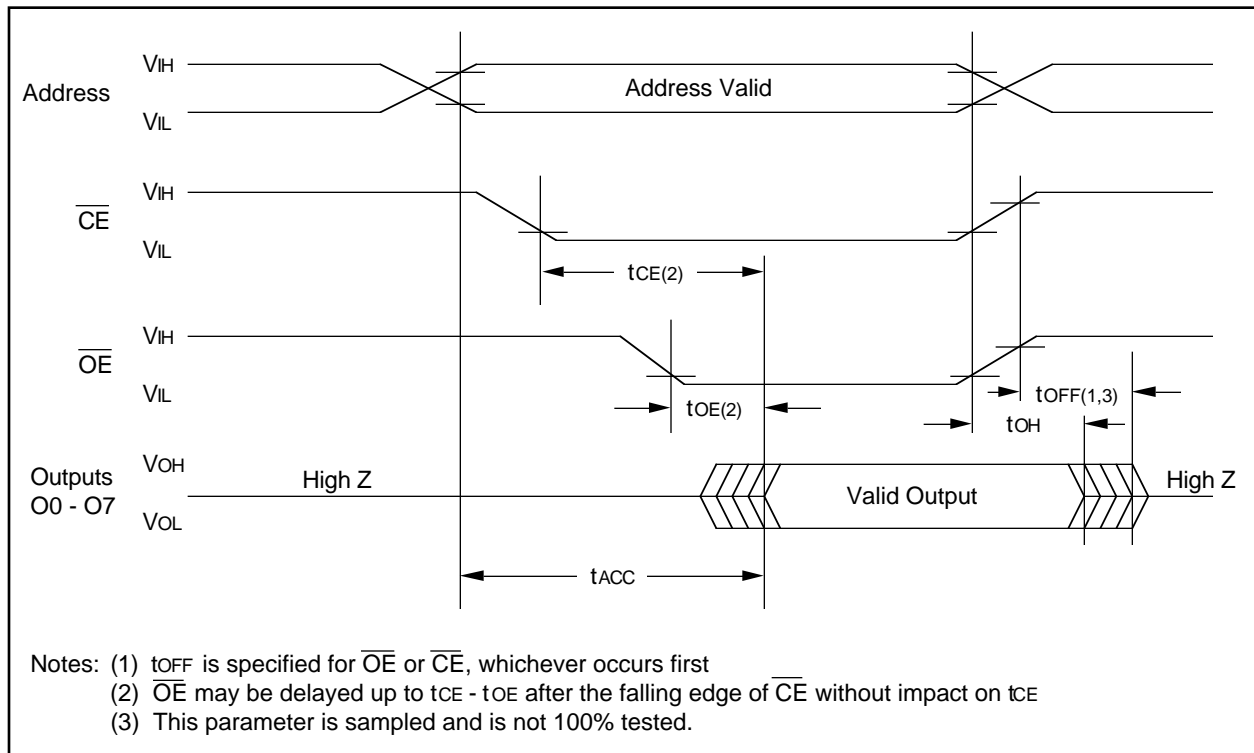 VIH
Address
Address Valid
VIL
VIH
CE
VIL
tCE(2)
VIH
OE
VIL
tOE(2)
tOFF(1,3)
tOH
VOH
Outputs
O0 - O7
High Z
Valid Output
High Z
VOL
tACC
Notes: (1) tOFF is specified for OE or CE, whichever occurs first
(2) OE may be delayed up to tCE - tOE after the falling edge of CE without impact on tCE
(3) This parameter is sampled and is not 100% tested.